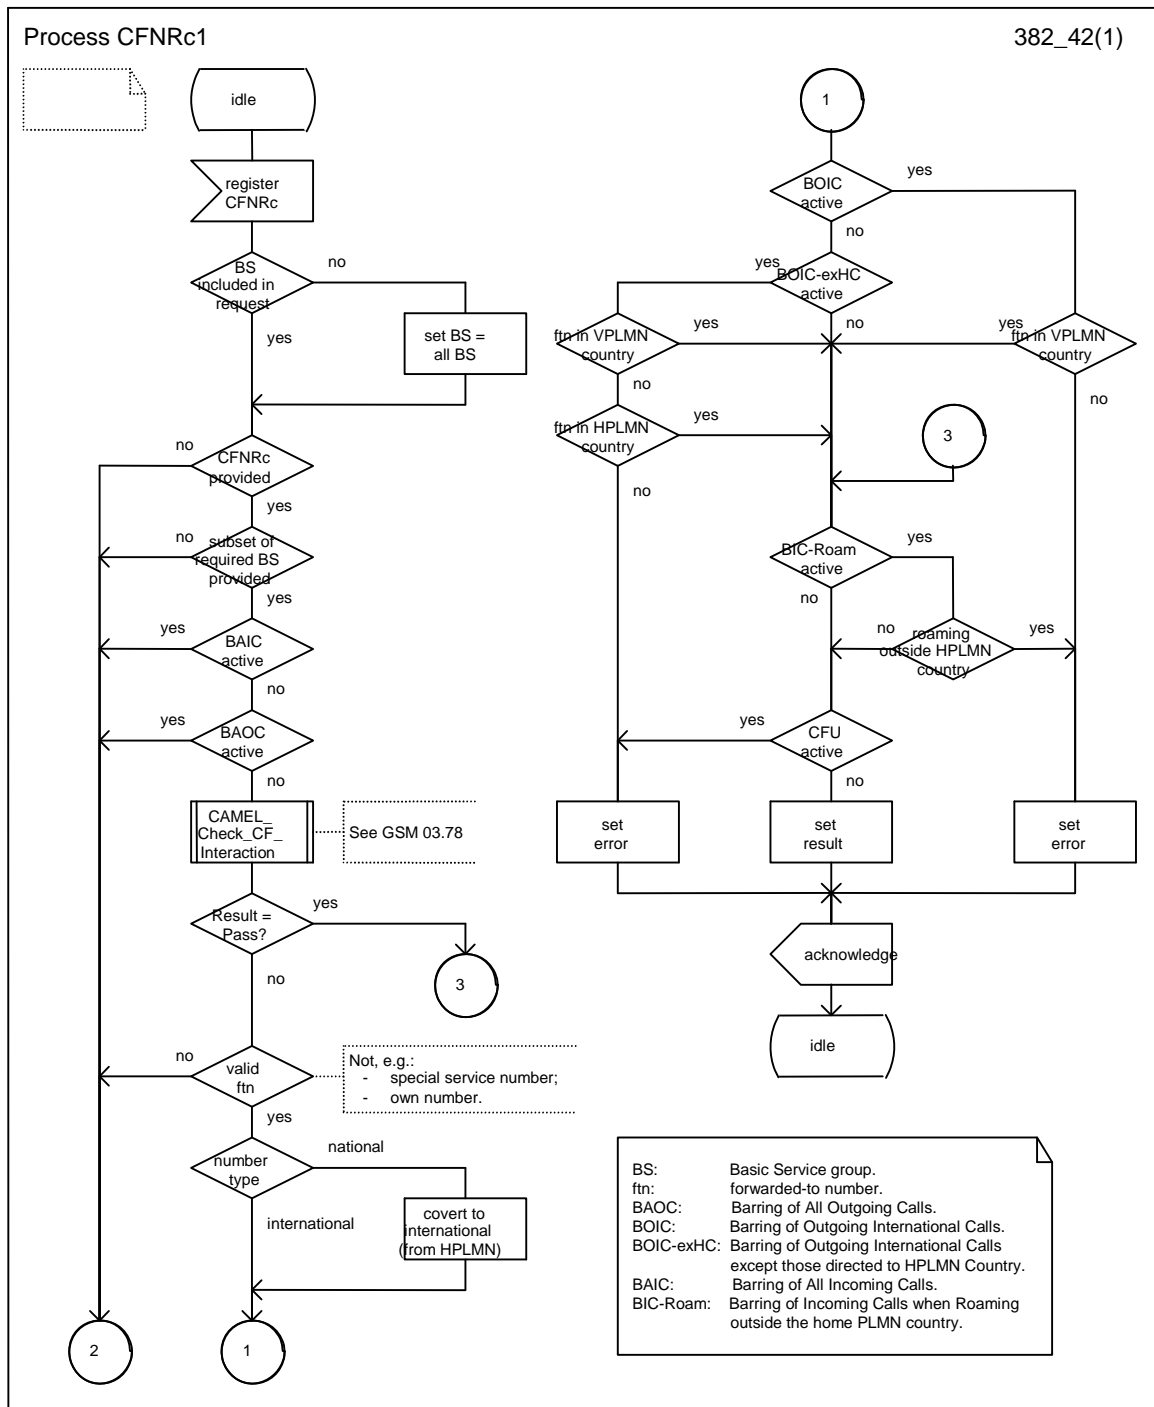 Process CFNRc1
382_42(1)
idle
register
CFNRc
BS
included in
request
no
yes
set BS =
all BS
no
CFNRc
provided
yes
no
subset of
required BS
provided
yes
yes
BAIC
active
no
yes
BAOC
active
no
CAMEL_
Check_CF_
Interaction
See GSM 03.78
Result =
Pass?
yes
no
3
no
valid
ftn
yes
Not, e.g.:
- special service number;
- own number.
number
type
national
international
covert to
international
(from HPLMN)
2
1
1
BOIC
active
yes
no
yes
BOIC-exHC
active
no
ftn in VPLMN
country
yes
no
yes
ftn in VPLMN
country
no
ftn in HPLMN
country
yes
no
3
BIC-Roam
active
yes
no
no
roaming
outside HPLMN
country
yes
yes
CFU
active
no
set
error
set
result
set
error
acknowledge
idle
BS: Basic Service group.
ftn: forwarded-to number.
BAOC: Barring of All Outgoing Calls.
BOIC: Barring of Outgoing International Calls.
BOIC-exHC: Barring of Outgoing International Calls
except those directed to HPLMN Country.
BAIC: Barring of All Incoming Calls.
BIC-Roam: Barring of Incoming Calls when Roaming
outside the home PLMN country.